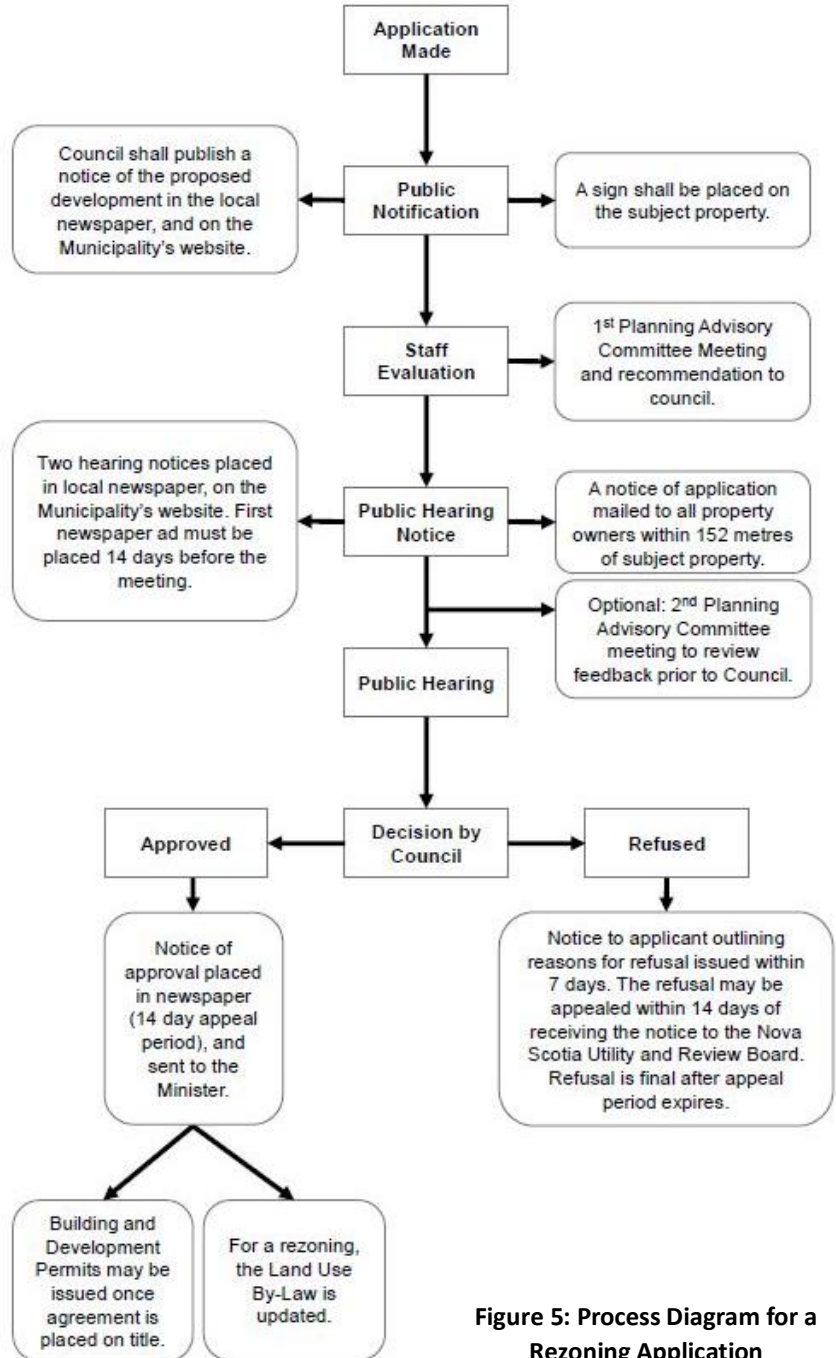 Application
Made
Council shall publish a
notice of the proposed
development in the local
newspaper, and on the
Municipality's website.
Public
Notification
A sign shall be placed on
the subject property.
Staff
Evaluation
1st Planning Advisory
Committee Meeting
and recommendation to
council.
Two hearing notices placed
in local newspaper, on the
Municipality's website. First
newspaper ad must be
placed 14 days before the
meeting.
Public Hearing
Notice
A notice of application
mailed to all property
owners within 152 metres
of subject property.
Optional: 2nd Planning
Advisory Committee
meeting to review
feedback prior to Council.
Public Hearing
Approved
Decision by
Council
Refused
Notice of
approval placed
in newspaper
(14 day appeal
period), and
sent to the
Minister.
Notice to applicant outlining
reasons for refusal issued within
7 days. The refusal may be
appealed within 14 days of
receiving the notice to the Nova
Scotia Utility and Review Board.
Refusal is final after appeal
period expires.
Building and
Development
Permits may be
issued once
agreement is
placed on title.
For a rezoning,
the Land Use
By-Law is
updated.
Figure 5: Process Diagram for a
Rezoning Application